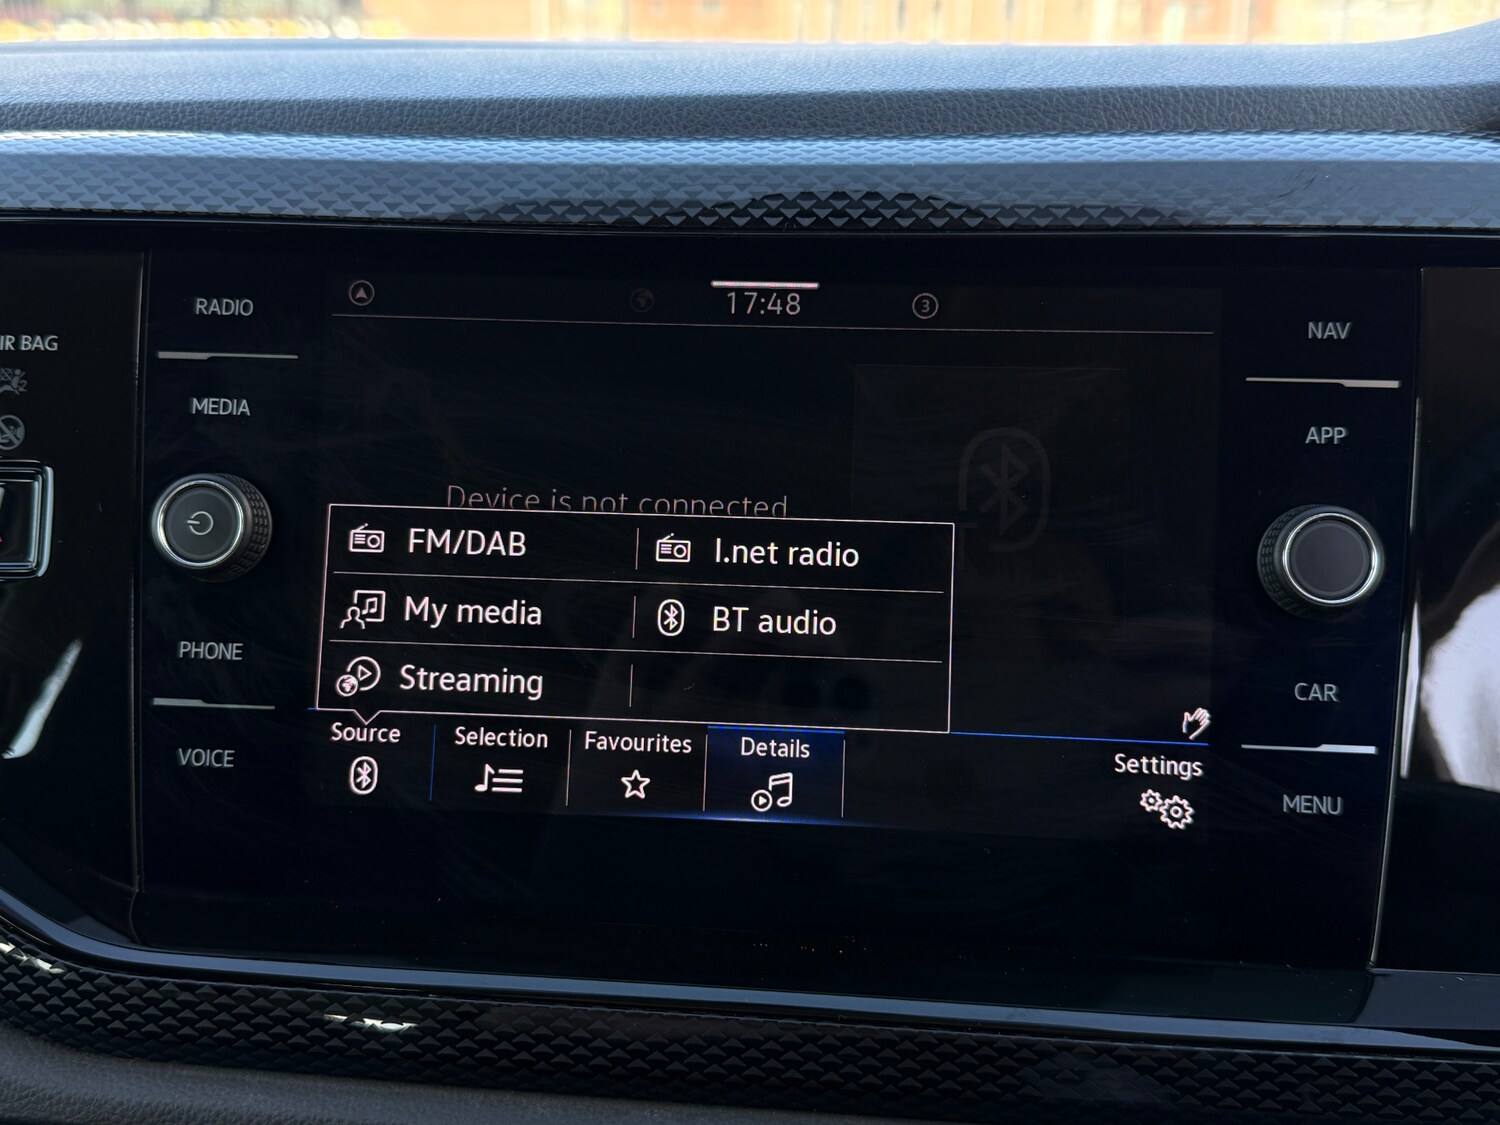 RADIO
17:48
3
NAV
IR BAG
MEDIA
APP
Device is not connected
FM/DAB
I.net radio
My media
BT audio
PHONE
Streaming
CAR
Source
Selection
Favourites
Details
VOICE
Settings
MENU